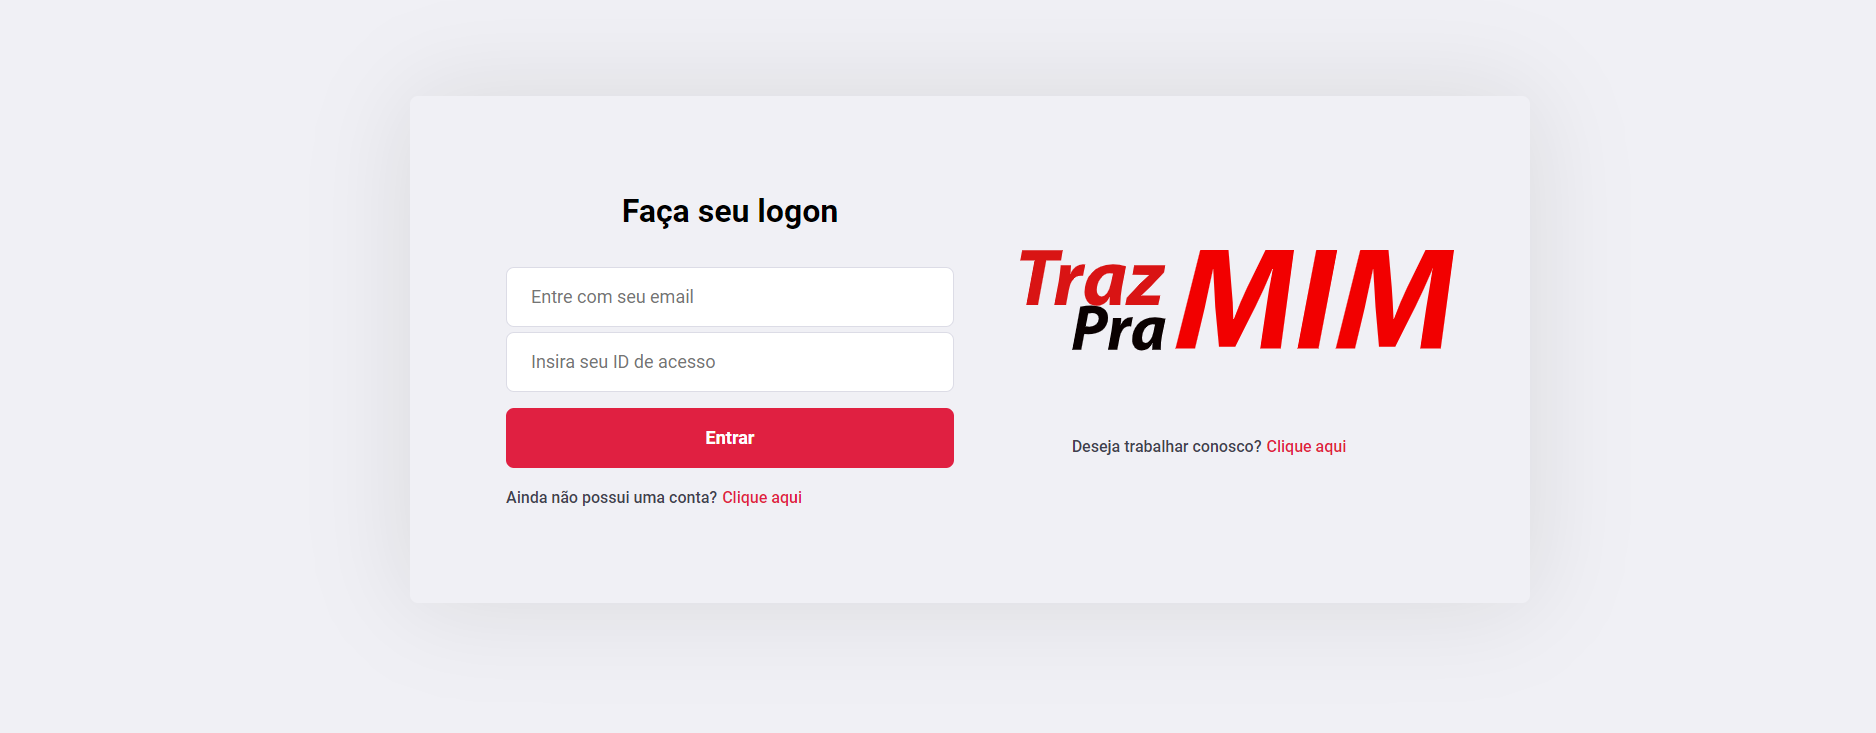 Faça seu logon
Entre com seu email
Insira seu ID de acesso
Entrar
Ainda não possui uma conta? Clique aqui
Traz
Pra MIM
Deseja trabalhar conosco? Clique aqui